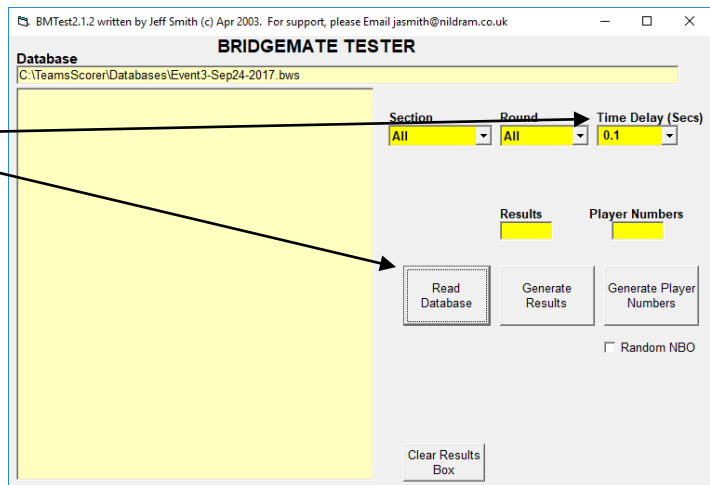 BMTest2.1.2 written by Jeff Smith (c) Apr 2003. For support, please Email jasmith@nildram.co.uk
BRIDGEMATE TESTER
Database
C:\TeamsScorer\Databases\Event3-Sep24-2017.bws
Section Round Time Delay (Secs)
All All 0.1
Results Player Numbers
Read Database
Generate Results
Generate Player Numbers
Random NBO
Clear Results Box